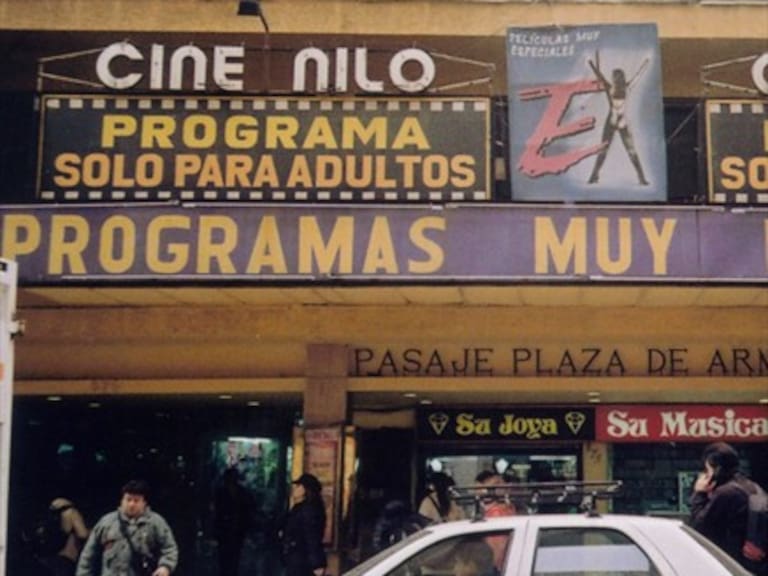 CINE NILO
PELICULAS MUY
ESPECIALES
EX
PROGRAMA
SOLO PARA ADULTOS
SO
PROGRAMAS MUY
PASAJE PLAZA DE ARM
Su Joya
Su Musica